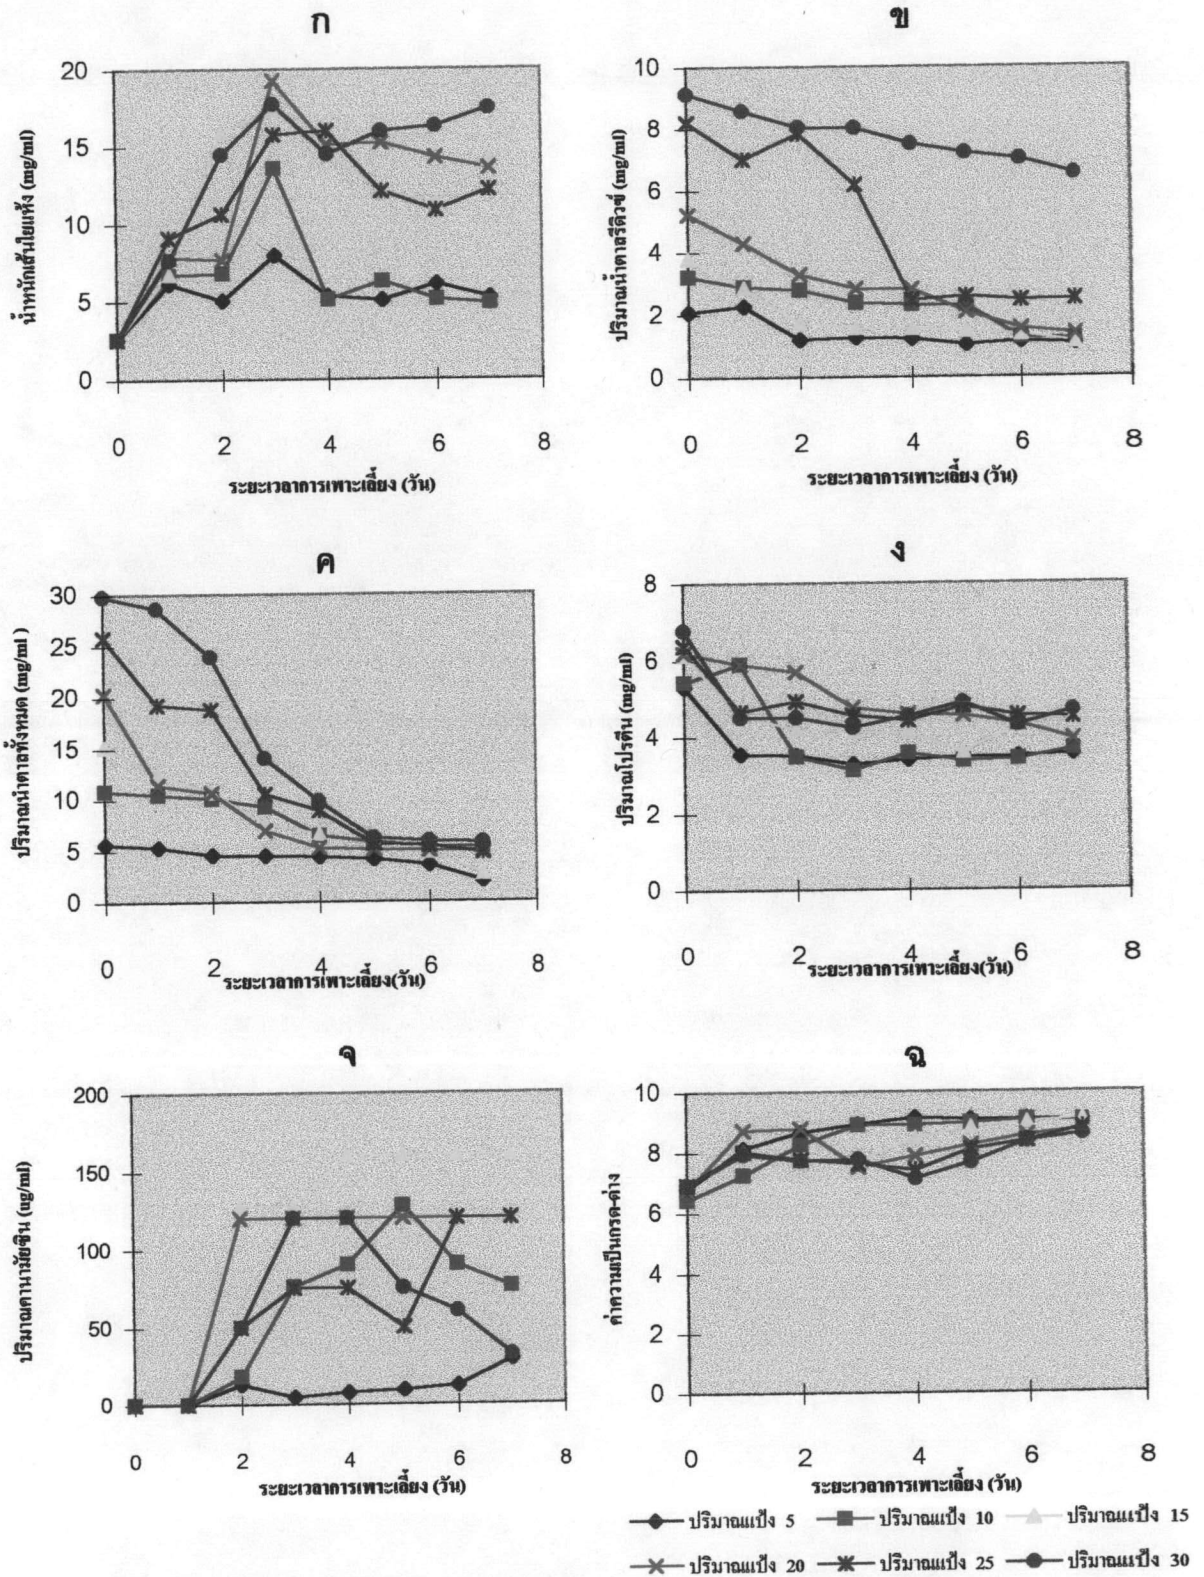 ก
น้ำหนักเส้นใยแห้ง (mg/ml)
20
15
10
5
0
0 2 4 6 8
ระยะเวลาการเพาะเลี้ยง (วัน)
ข
ปริมาณน้ำตาลรีดิวซ์ (mg/ml)
10
8
6
4
2
0
0 2 4 6 8
ระยะเวลาการเพาะเลี้ยง (วัน)
ค
ปริมาณน้ำตาลทั้งหมด (mg/ml )
30
25
20
15
10
5
0
0 2 4 6 8
ระยะเวลาการเพาะเลี้ยง(วัน)
ง
ปริมาณโปรตีน (mg/ml)
8
6
4
2
0
0 2 4 6 8
ระยะเวลาการเพาะเลี้ยง(วัน)
จ
ปริมาณคานามัยซิน (ug/ml)
200
150
100
50
0
0 2 4 6 8
ระยะเวลาการเพาะเลี้ยง (วัน)
ฉ
ค่าความเป็นกรด-ด่าง
10
8
6
4
2
0
0 2 4 6 8
ระยะเวลาการเพาะเลี้ยง (วัน)
ปริมาณแป้ง 5 ปริมาณแป้ง 10 ปริมาณแป้ง 15
ปริมาณแป้ง 20 ปริมาณแป้ง 25 ปริมาณแป้ง 30